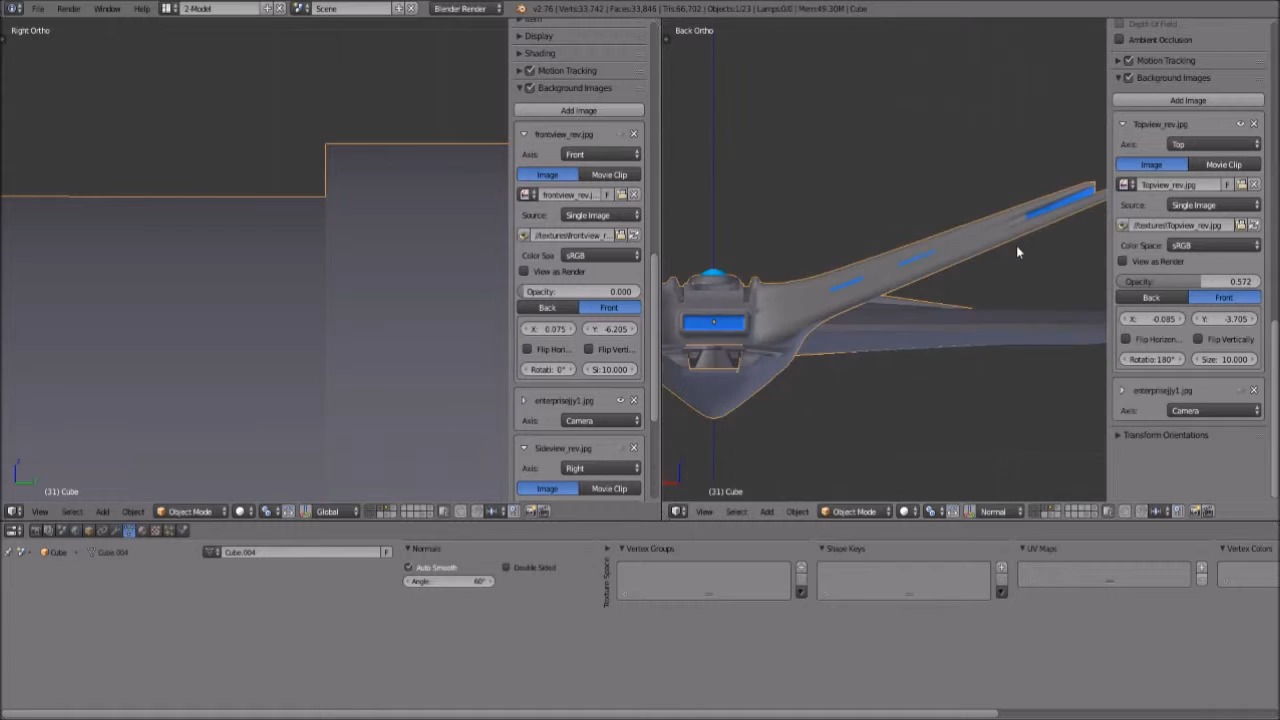 File Render Window Help 2-Model Scene Blender Render v2.76 | Verts:33,742 | Faces:33,846 | Tris:66,702 | Objects:1/23 | Lamps:0/0 | Mem:49.30M | Cube
Right Ortho
Display
Shading
Motion Tracking
Background Images
Add Image
frontview_rev.jpg
Axis: Front
Image Movie Clip
frontview_rev.j... F
Source: Single Image
//textures\frontview_r...
Color Spa sRGB
View as Render
Opacity: 0.000
Back Front
X: 0.075 Y: -6.205
Flip Hori... Flip Verti...
Rotati: 0° Si: 10.000
enterprisejjy1.jpg
Axis: Camera
Sideview_rev.jpg
Axis: Right
Image Movie Clip
(31) Cube
View Select Add Object Object Mode Global
Back Ortho
Depth Of Field
Ambient Occlusion
Motion Tracking
Background Images
Add Image
Topview_rev.jpg
Axis: Top
Image Movie Clip
Topview_rev.jpg F
Source: Single Image
//textures\Topview_rev.jpg
Color Space: sRGB
View as Render
Opacity: 0.572
Back Front
X: -0.085 Y: -3.705
Flip Horizon... Flip Vertically
Rotatio: 180° Size: 10.000
enterprisejjy1.jpg
Axis: Camera
Transform Orientations
(31) Cube
View Select Add Object Object Mode Normal
Cube Cube.004
Cube.004 F
Normals
Auto Smooth Double Sided
Angle: 60°
Texture Space
Vertex Groups
Shape Keys
UV Maps
Vertex Colors